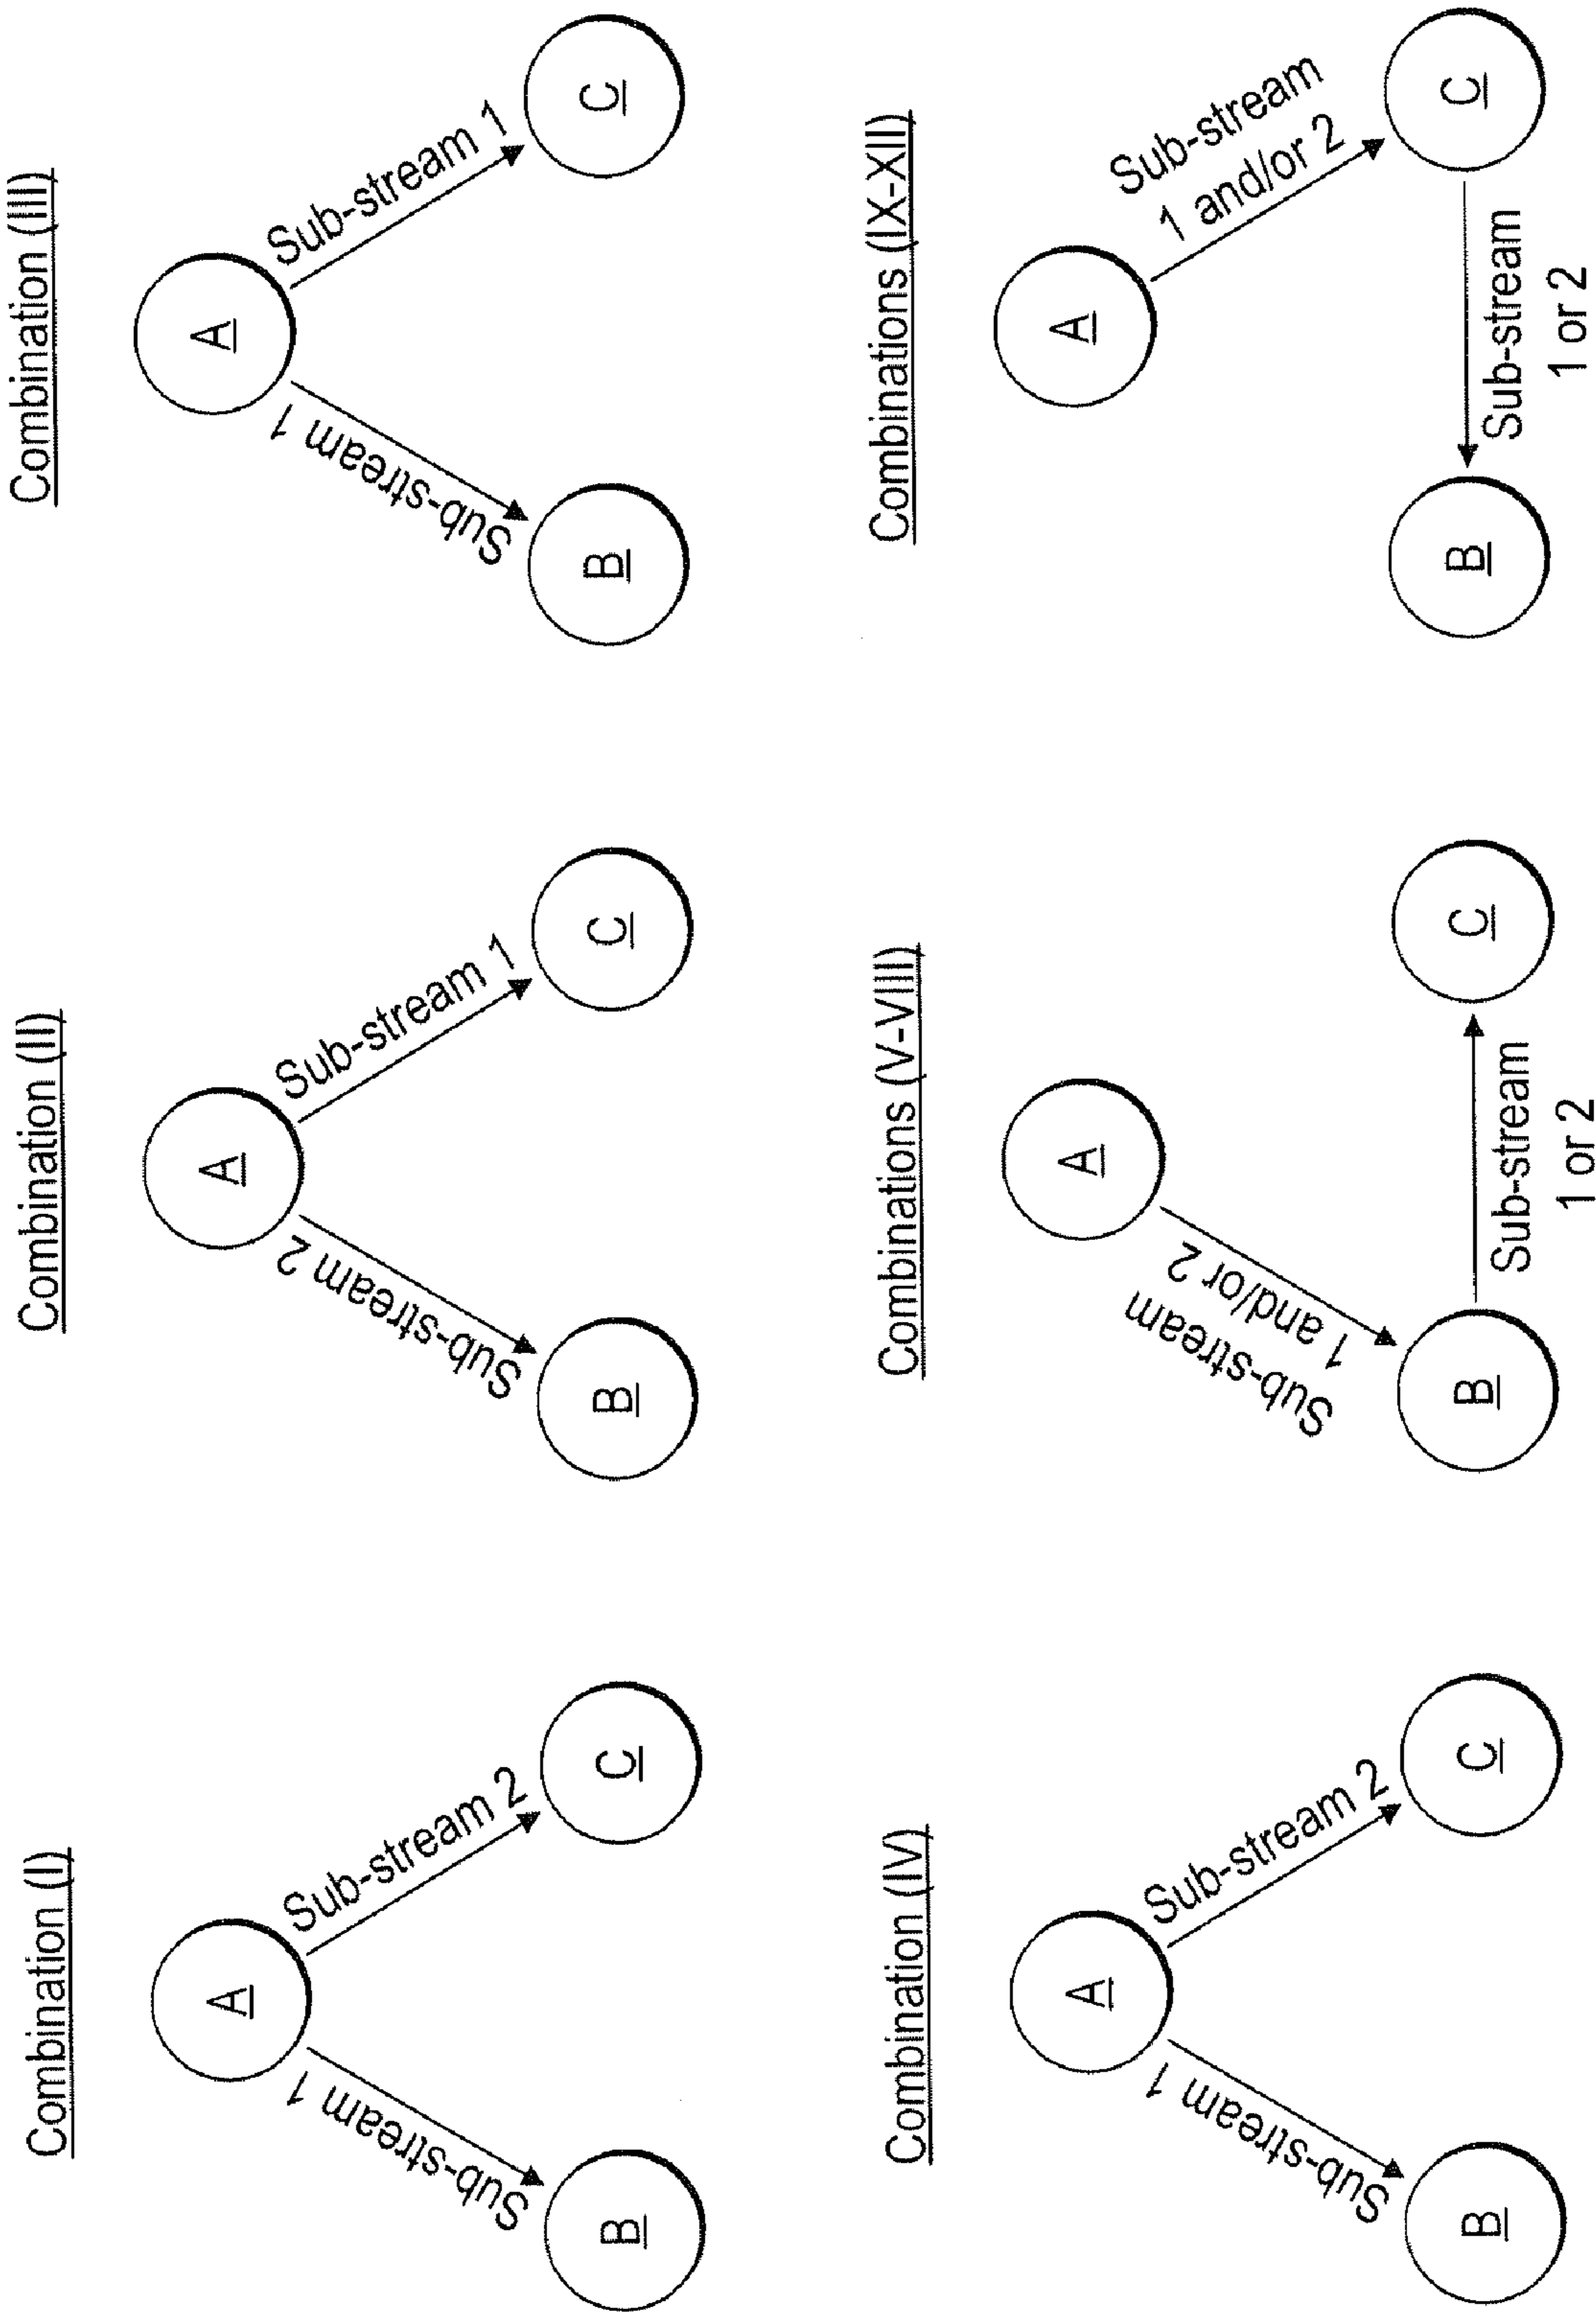 Combination (I)
A
Sub-stream 1
Sub-stream 2
B
C
Combination (II)
A
Sub-stream 2
Sub-stream 1
B
C
Combination (III)
A
Sub-stream 1
Sub-stream 1
B
C
Combination (IV)
A
Sub-stream 1
Sub-stream 2
B
C
Combinations (V-VIII)
A
Sub-stream
1 and/or 2
B
C
Sub-stream
1 or 2
Combinations (IX-XII)
A
Sub-stream
1 and/or 2
B
C
Sub-stream
1 or 2